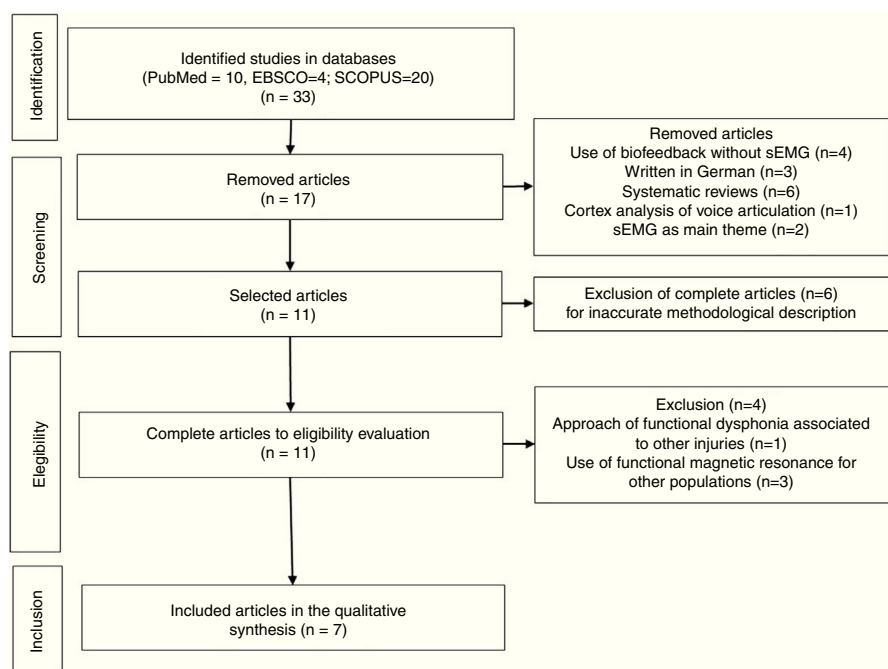 Identification
Identified studies in databases
(PubMed = 10, EBSCO=4; SCOPUS=20)
(n = 33)
Screening
Removed articles
(n = 17)
Removed articles
Use of biofeedback without sEMG (n=4)
Written in German (n=3)
Systematic reviews (n=6)
Cortex analysis of voice articulation (n=1)
sEMG as main theme (n=2)
Selected articles
(n = 11)
Exclusion of complete articles (n=6)
for inaccurate methodological description
Elegibility
Complete articles to eligibility evaluation
(n = 11)
Exclusion (n=4)
Approach of functional dysphonia associated
to other injuries (n=1)
Use of functional magnetic resonance for
other populations (n=3)
Inclusion
Included articles in the qualitative
synthesis (n = 7)